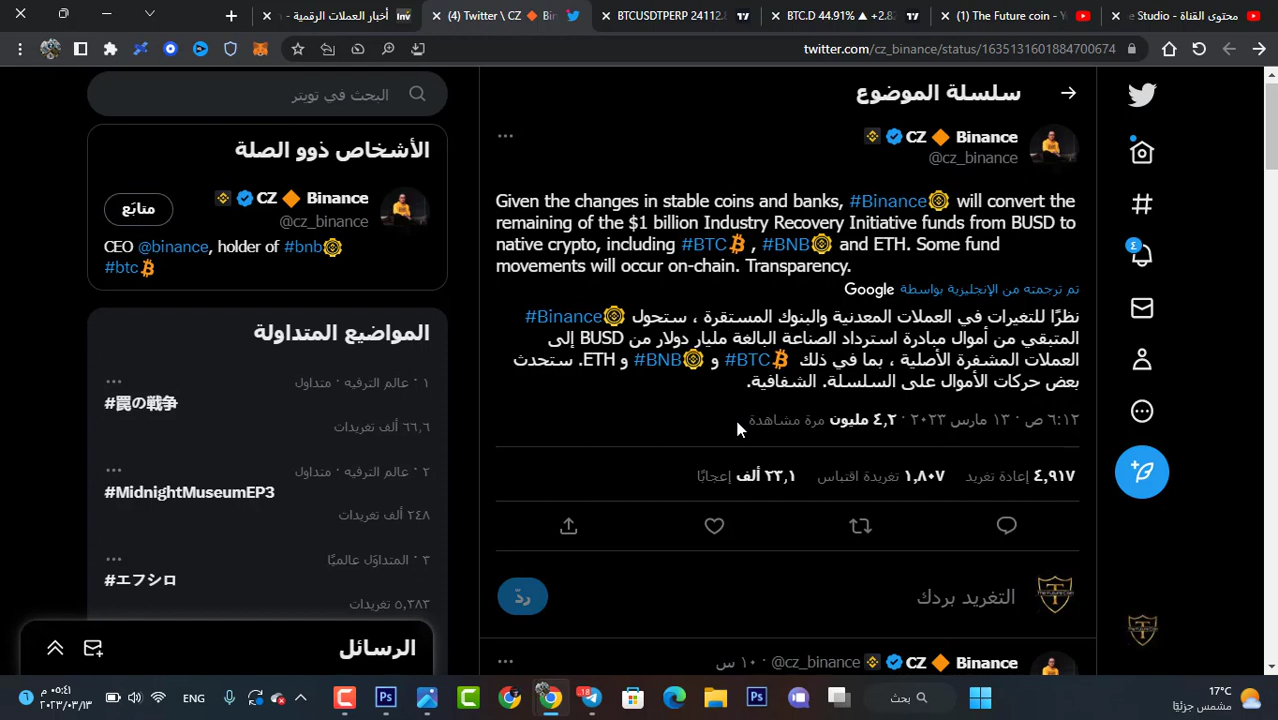 أخبار العملات الرقمية - ا
(4) Twitter \ CZ 🔶 Bin
BTCUSDTPERP 24112.0
BTC.D 44.91% ▲ +2.82
(1) The Future coin - Yo
محتوى القناة - e Studio
twitter.com/cz_binance/status/1635131601884700674
البحث في تويتر
الأشخاص ذوو الصلة
CZ 🔶 Binance
@cz_binance
متابَع
CEO @binance, holder of #bnb
#btc
المواضيع المتداولة
١ · عالم الترفيه · متداول
#罠の戦争
٦٦,٦ ألف تغريدات
٢ · عالم الترفيه · متداول
#MidnightMuseumEP3
٢٤٨ ألف تغريدات
٣ · المتداوَل عالميًا
#エフシロ
٥,٣٨٣ تغريدات
الرسائل
سلسلة الموضوع
CZ 🔶 Binance
@cz_binance
Given the changes in stable coins and banks, #Binance will convert the
remaining of the $1 billion Industry Recovery Initiative funds from BUSD to
native crypto, including #BTC , #BNB and ETH. Some fund
movements will occur on-chain. Transparency.
تم ترجمته من الإنجليزية بواسطة Google
نظرًا للتغيرات في العملات المعدنية والبنوك المستقرة ، ستحول #Binance
المتبقي من أموال مبادرة استرداد الصناعة البالغة مليار دولار من BUSD إلى
العملات المشفرة الأصلية ، بما في ذلك #BTC و #BNB و ETH. ستحدث
بعض حركات الأموال على السلسلة. الشفافية.
٦:١٢ ص · ١٣ مارس ٢٠٢٣ · ٤,٢ مليون مرة مشاهدة
٤,٩١٧ إعادة تغريد ١,٨٠٧ تغريدة اقتباس ٢٣,١ ألف إعجابًا
التغريد بردك
ردّ
CZ 🔶 Binance @cz_binance · ١٠ س
٠٥:٤١ م
٢٠٢٣/٠٣/١٣
ENG
18
بحث
17°C
مشمس جزئيًا